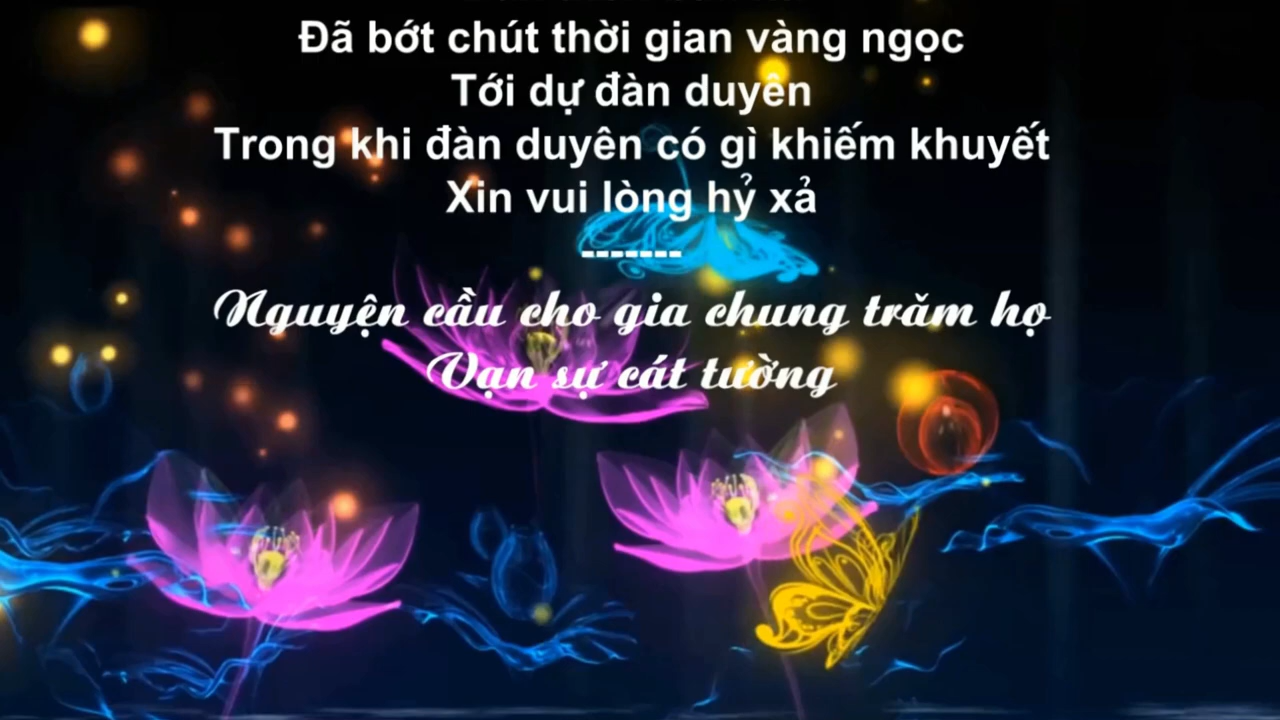 Đã bớt chút thời gian vàng ngọc
Tới dự đàn duyên
Trong khi đàn duyên có gì khiếm khuyết
Xin vui lòng hỷ xả
-------
Nguyện cầu cho gia chung trăm họ
Vạn sự cát tường